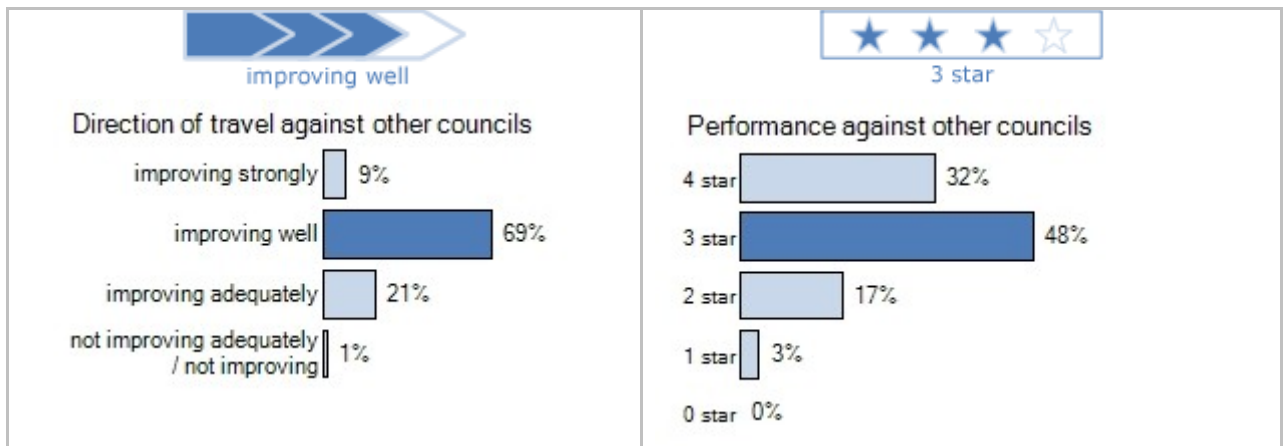 improving well
Direction of travel against other councils
improving strongly 9%
improving well 69%
improving adequately 21%
not improving adequately
/ not improving 1%
3 star
Performance against other councils
4 star 32%
3 star 48%
2 star 17%
1 star 3%
0 star 0%